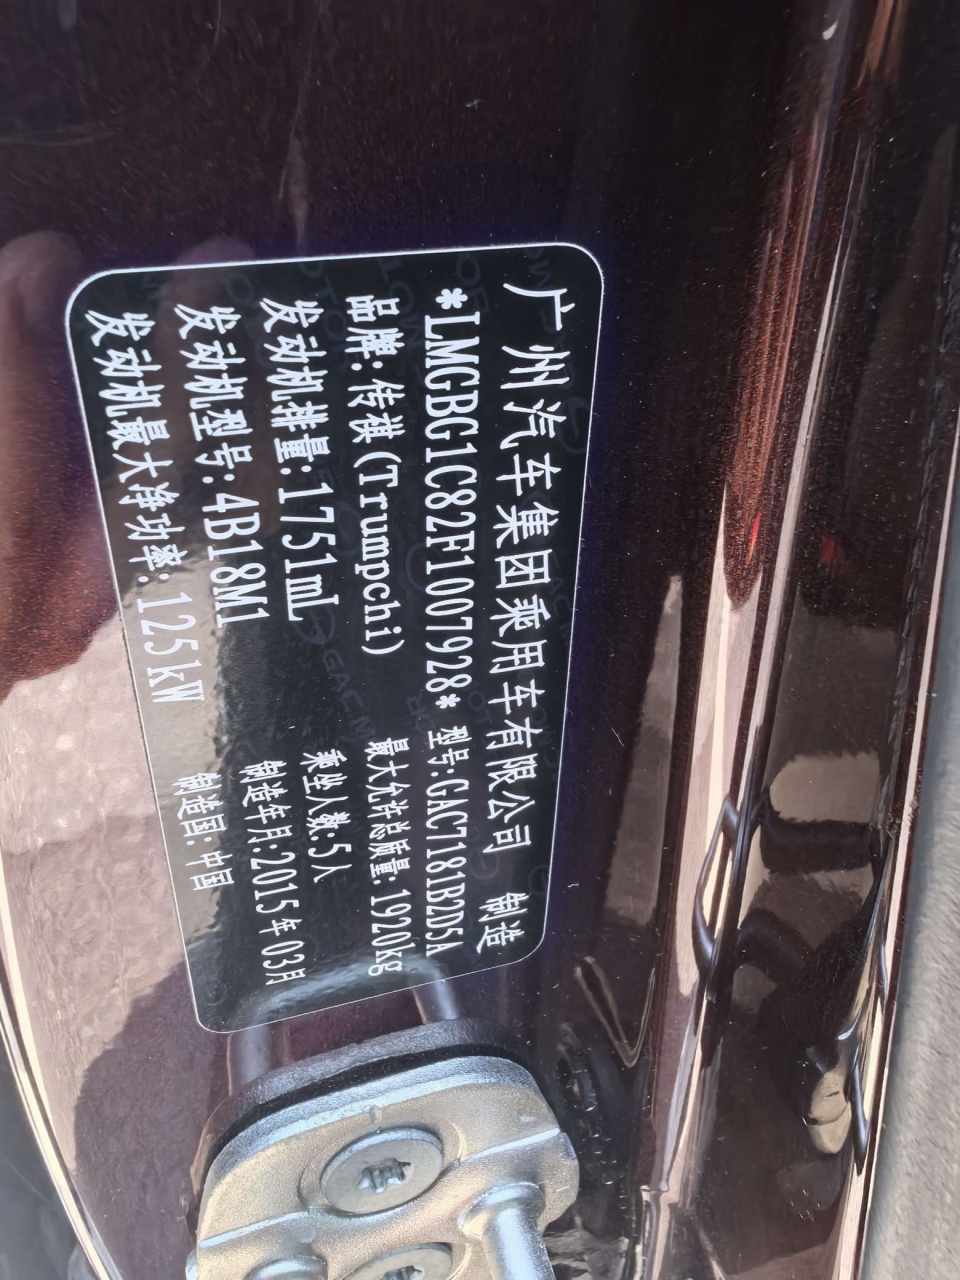 广州汽车集团乘用车有限公司 制造
*LMGBG1C82F1007928* 型号:GAC7181B2D5A
品牌:传祺(Trumpchi) 最大允许总质量:1920kg
发动机排量:1751mL 乘坐人数:5人
发动机型号:4B18M1 制造年月:2015年03月
发动机最大净功率:125kW 制造国:中国